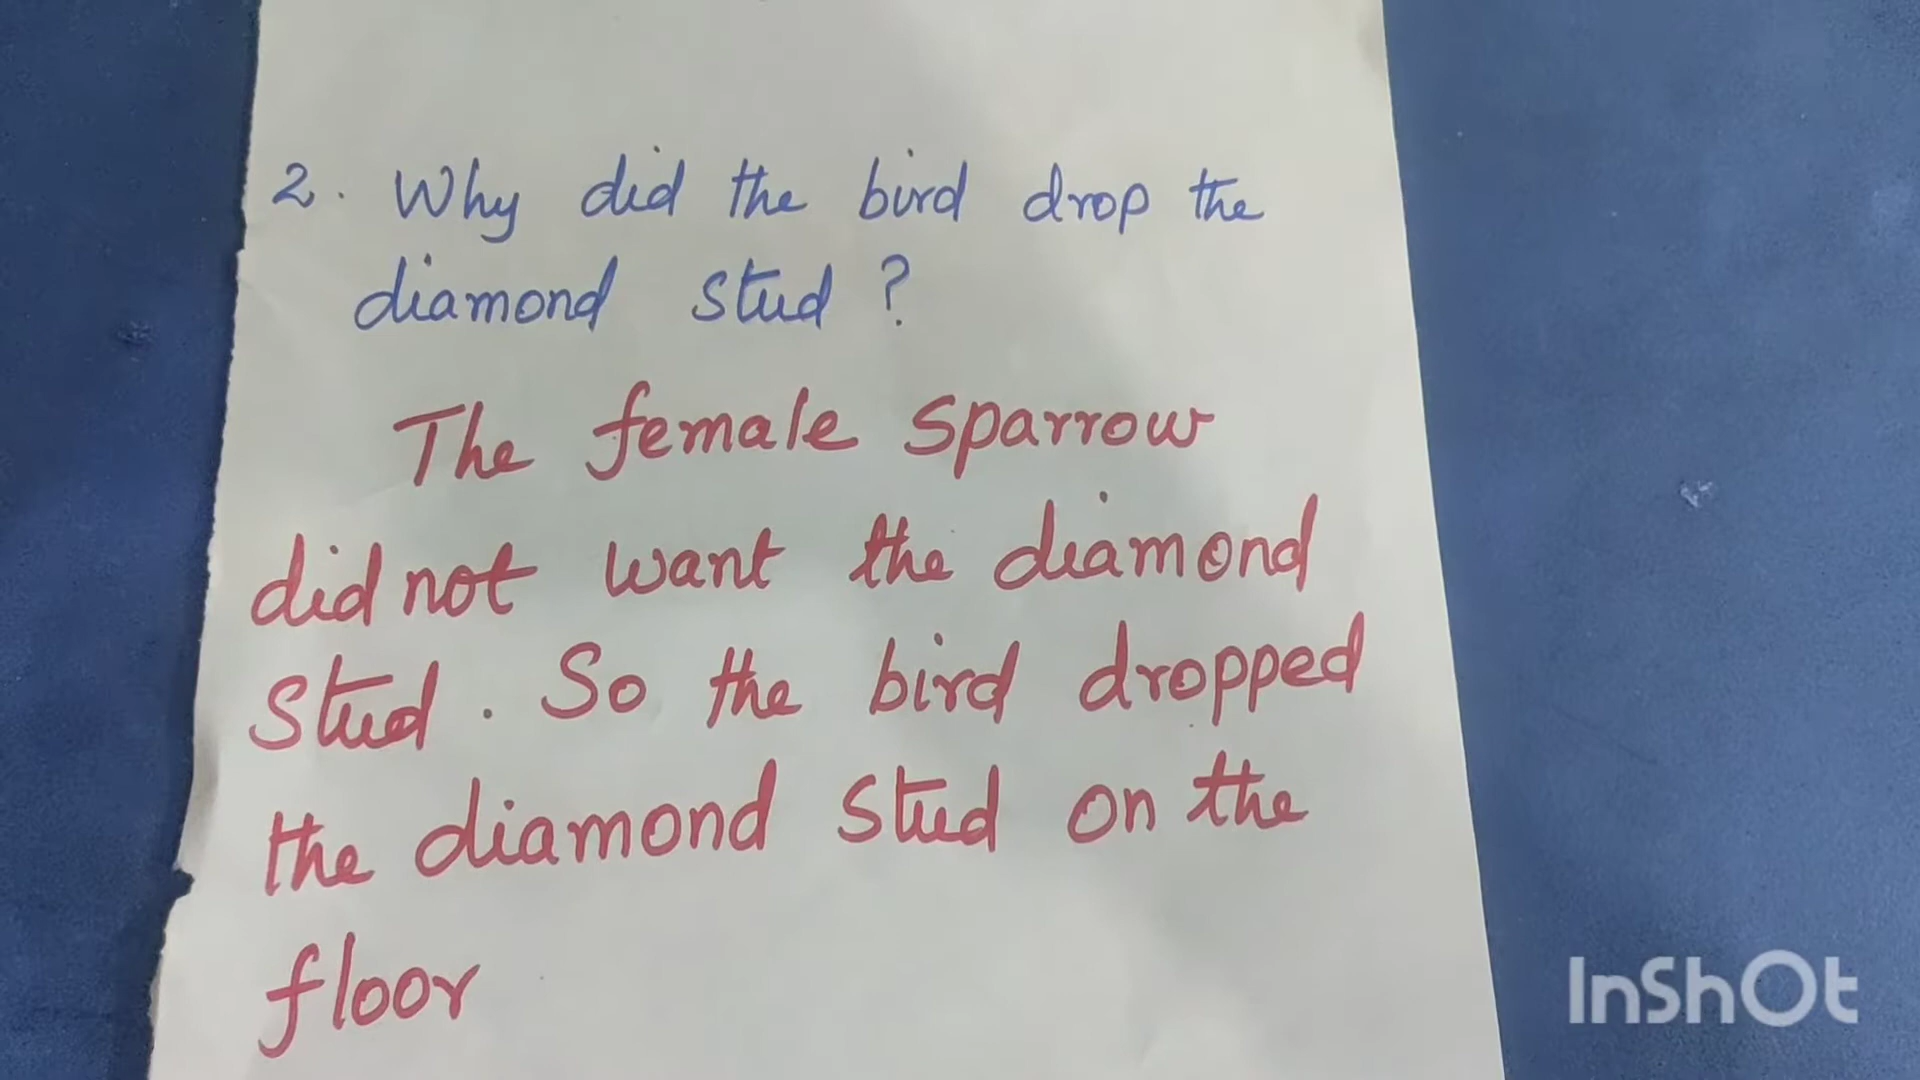 2. Why did the bird drop the
diamond stud ?
The female sparrow
did not want the diamond
stud. So the bird dropped
the diamond stud on the
floor
InShOt